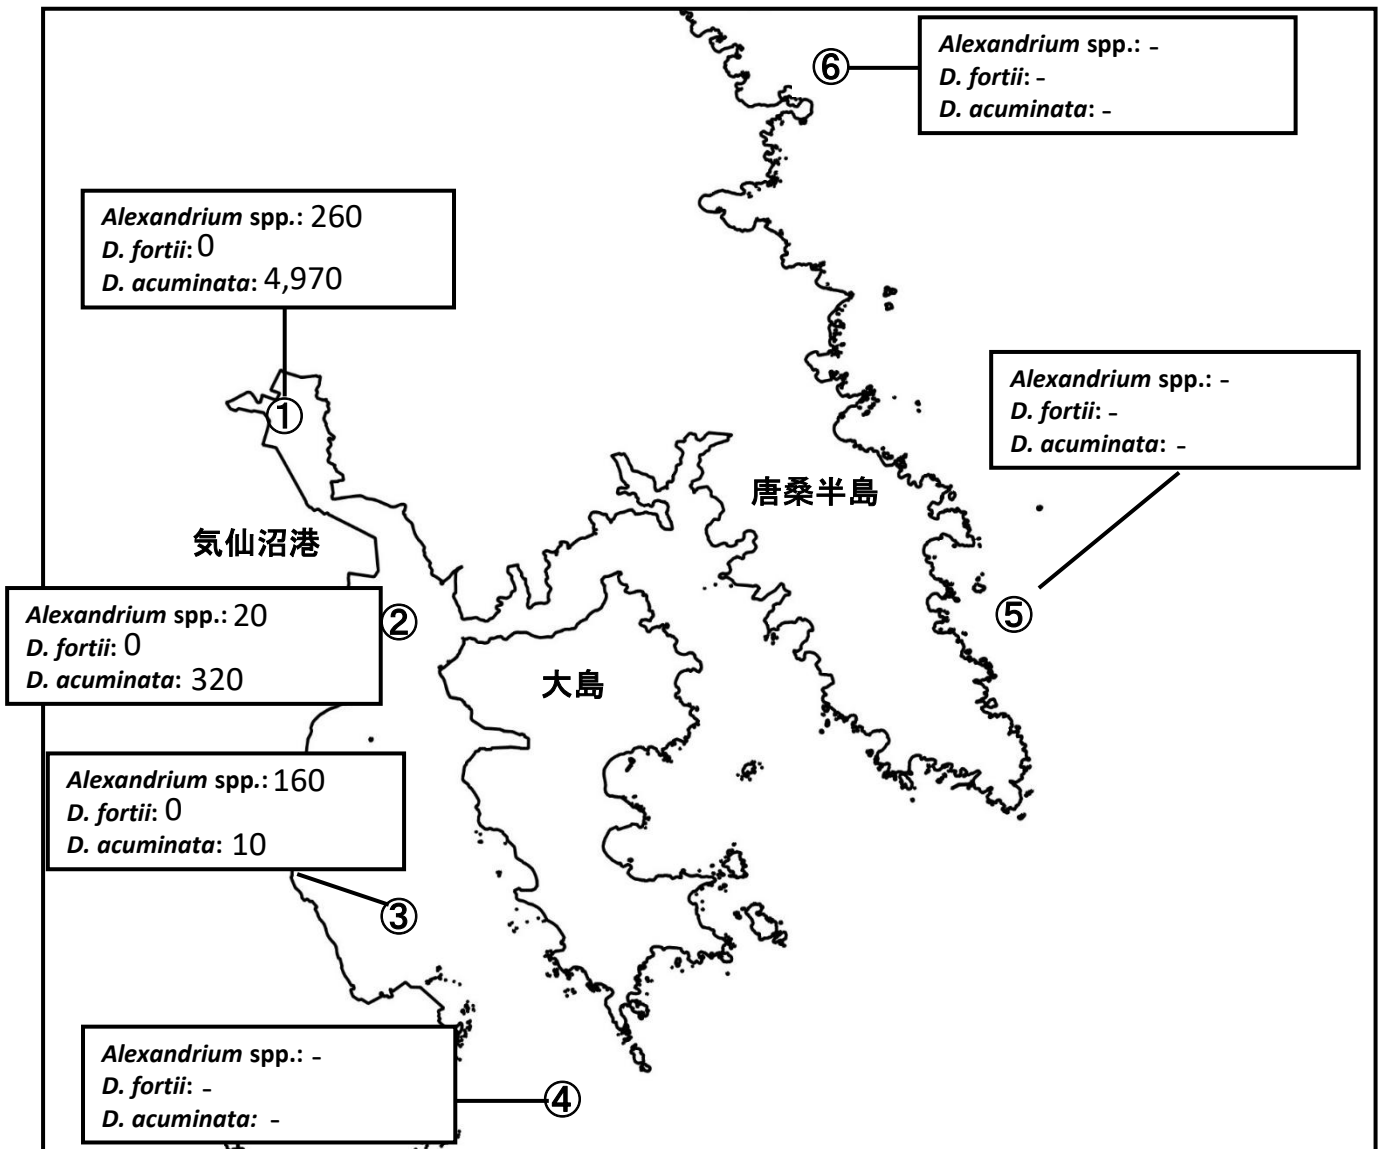 ⑥
Alexandrium spp.: -
D. fortii: -
D. acuminata: -
Alexandrium spp.: 260
D. fortii: 0
D. acuminata: 4,970
①
Alexandrium spp.: -
D. fortii: -
D. acuminata: -
唐桑半島
気仙沼港
⑤
Alexandrium spp.: 20
D. fortii: 0
D. acuminata: 320
②
大島
Alexandrium spp.: 160
D. fortii: 0
D. acuminata: 10
③
Alexandrium spp.: -
D. fortii: -
D. acuminata: -
④